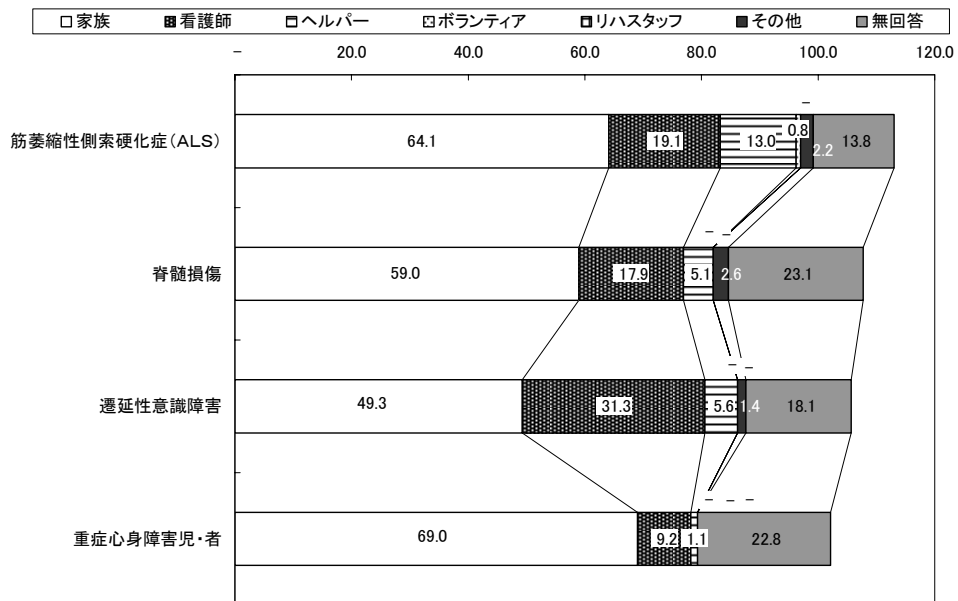 家族 看護師 ヘルパー ボランティア リハスタッフ その他 無回答
－ 20.0 40.0 60.0 80.0 100.0 120.0
－
筋萎縮性側索硬化症(ALS) 64.1 19.1 13.0 0.8 2.2 13.8
－ －
脊髄損傷 59.0 17.9 5.1 2.6 23.1
－ －
遷延性意識障害 49.3 31.3 5.6 1.4 18.1
－ － －
重症心身障害児・者 69.0 9.2 1.1 22.8